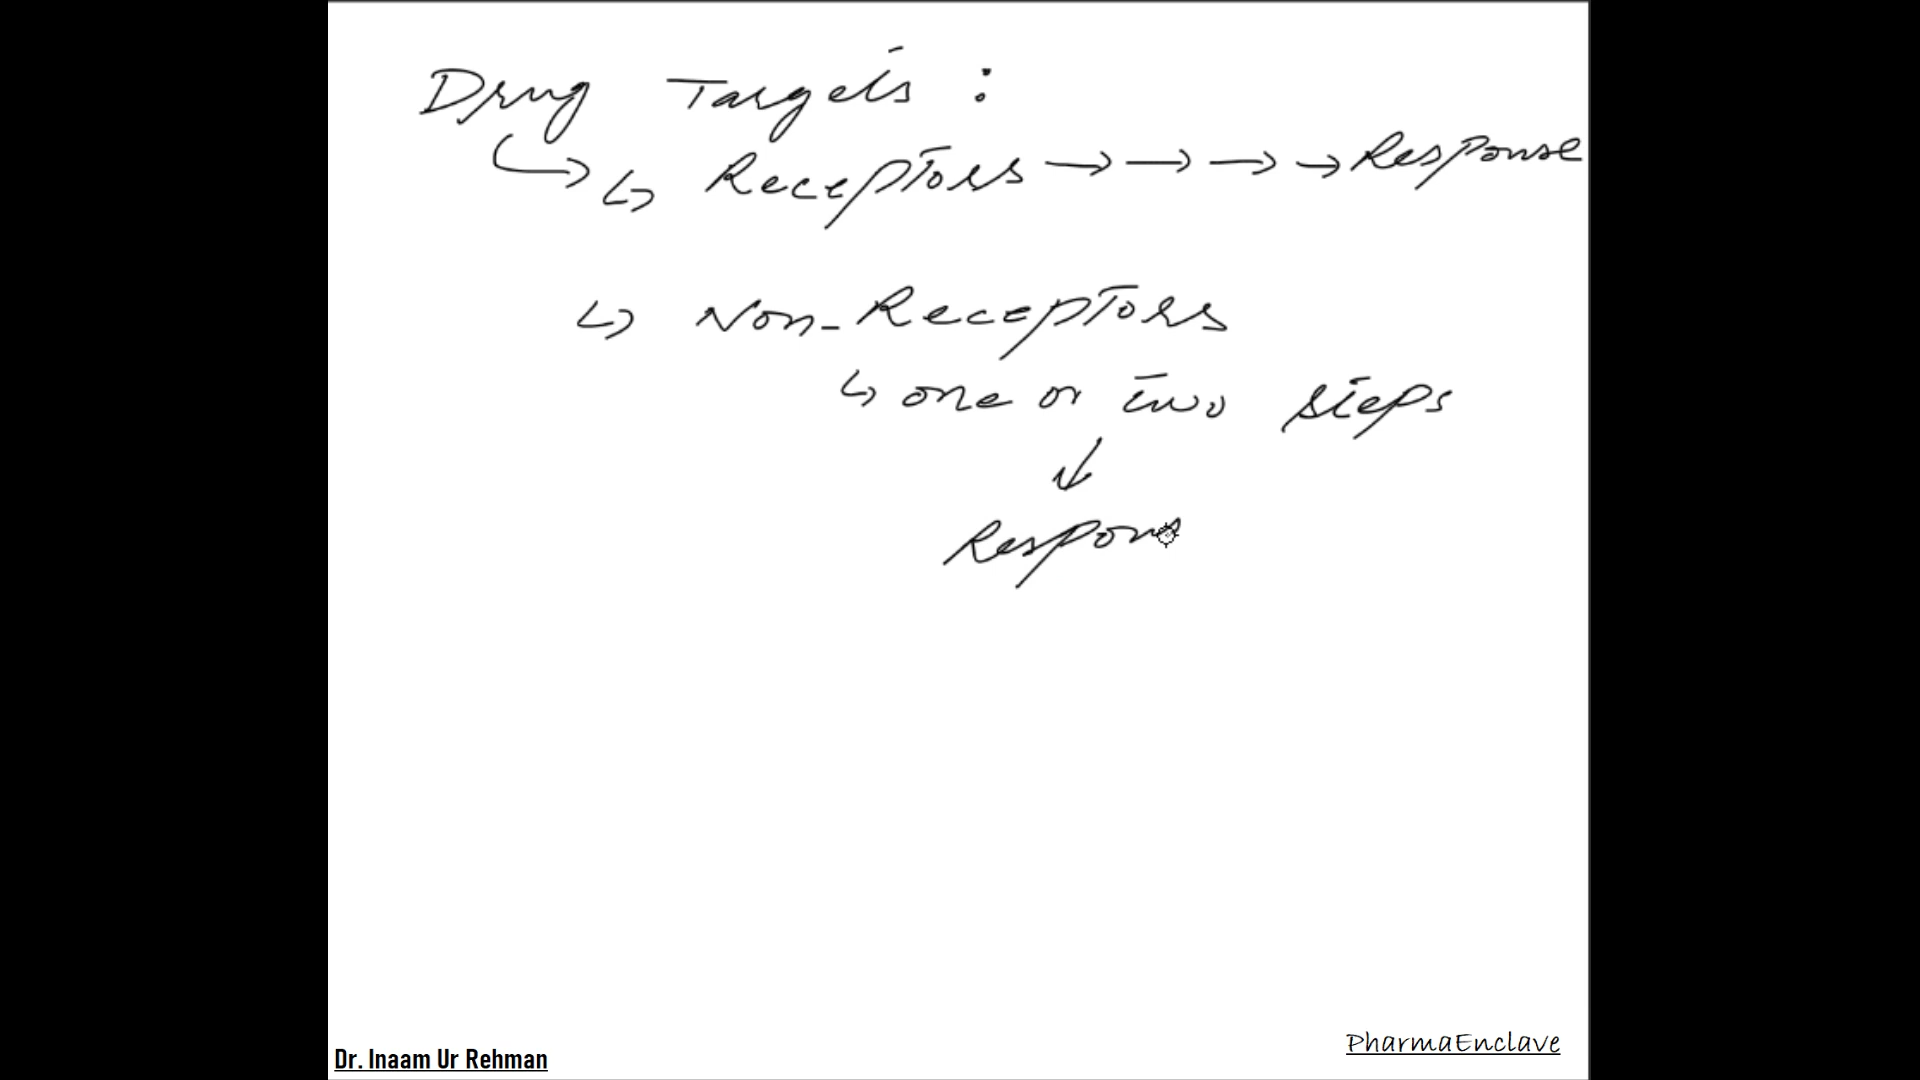 Drug Targets :
↳ Receptors → → → → Response
↳ Non-Receptors
↳ one or two steps
↓
Respons
Dr. Inaam Ur Rehman
PharmaEnclave